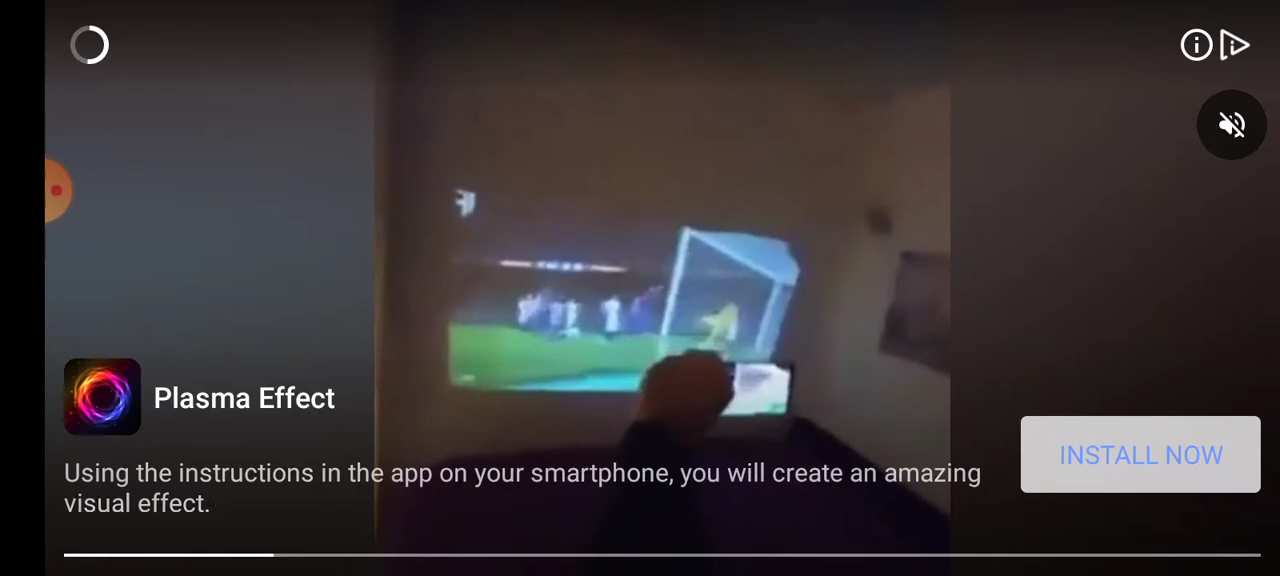 Plasma Effect
Using the instructions in the app on your smartphone, you will create an amazing
visual effect.
INSTALL NOW